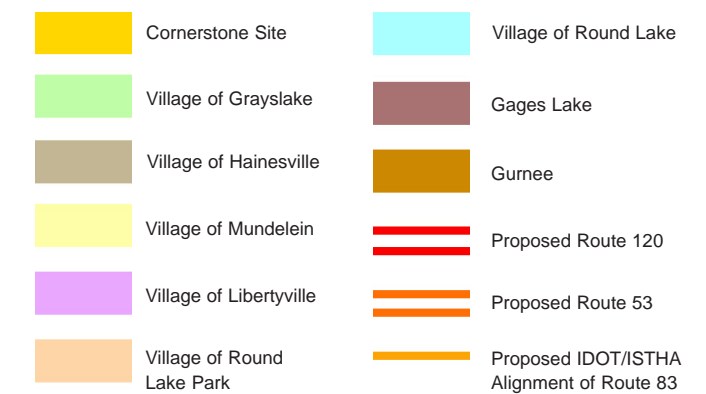 Cornerstone Site
Village of Grayslake
Village of Hainesville
Village of Mundelein
Village of Libertyville
Village of Round
Lake Park
Village of Round Lake
Gages Lake
Gurnee
Proposed Route 120
Proposed Route 53
Proposed IDOT/ISTHA
Alignment of Route 83